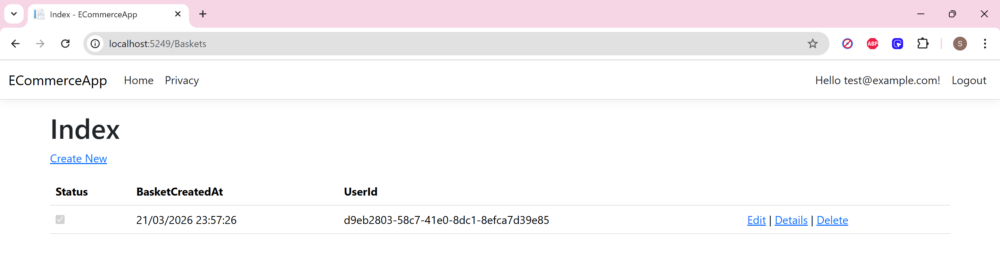 Index - ECommerceApp
localhost:5249/Baskets
ABP
S
ECommerceApp Home Privacy Hello test@example.com! Logout
Index
Create New
Status BasketCreatedAt UserId
21/03/2026 23:57:26 d9eb2803-58c7-41e0-8dc1-8efca7d39e85 Edit | Details | Delete